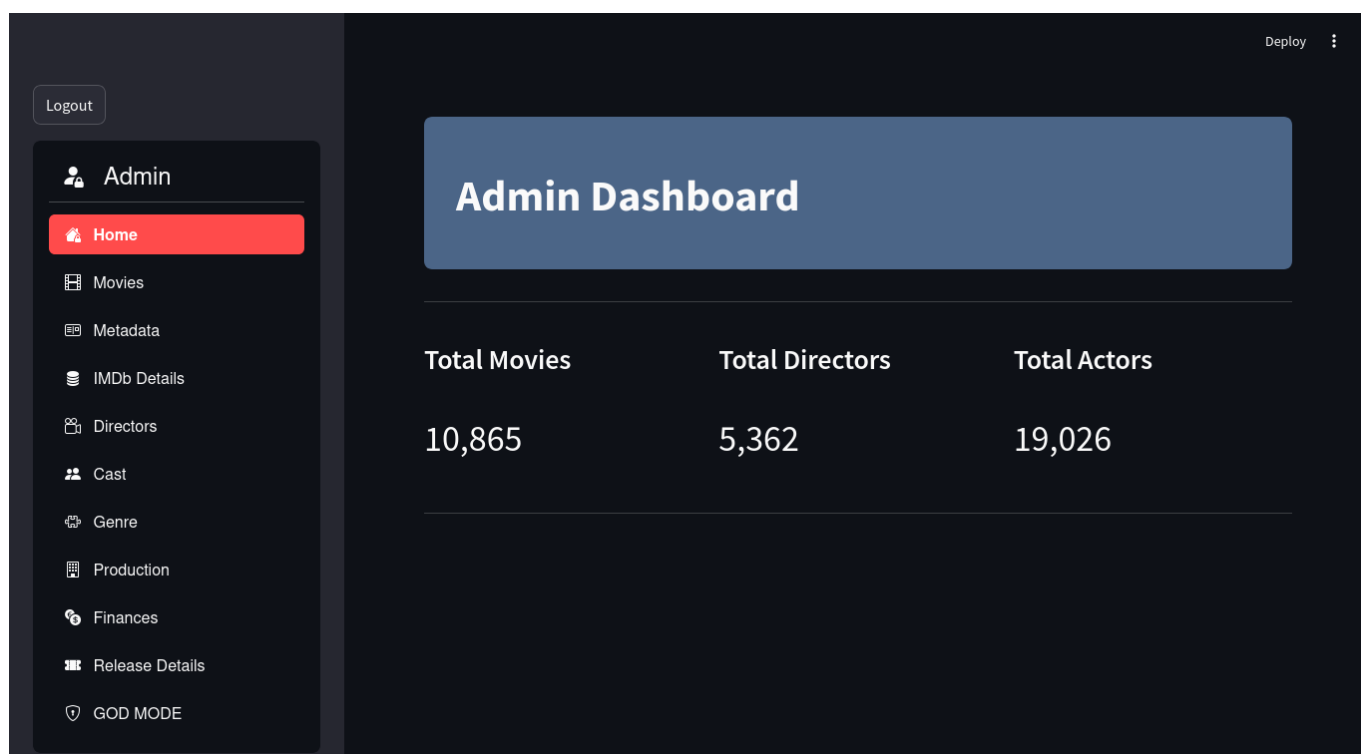 Deploy
Logout
Admin
Home
Movies
Metadata
IMDb Details
Directors
Cast
Genre
Production
Finances
Release Details
GOD MODE
Admin Dashboard
Total Movies
10,865
Total Directors
5,362
Total Actors
19,026